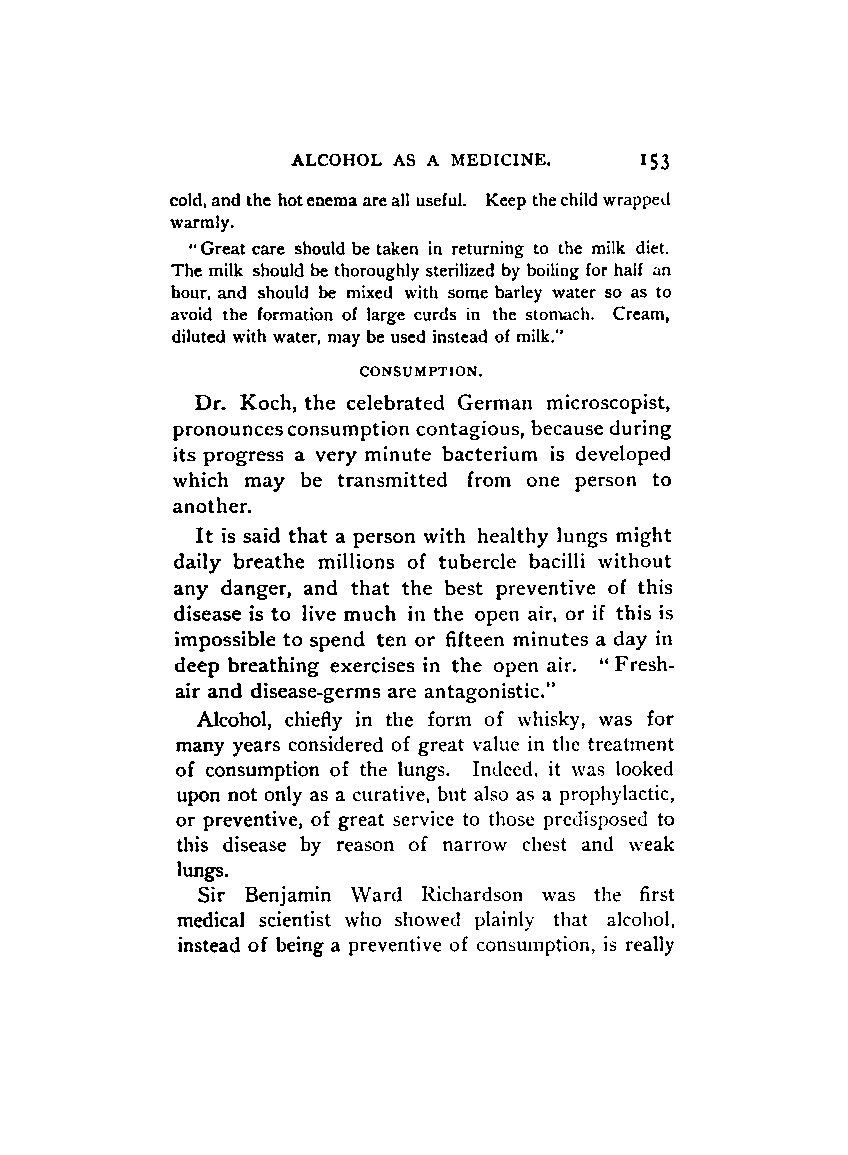 ALCOHOL AS A MEDICINE. 153
cold, and the hot enema are all useful. Keep the child wrapped
warmly.
"Great care should be taken in returning to the milk diet.
The milk should be thoroughly sterilized by boiling for half an
hour, and should be mixed with some barley water so as to
avoid the formation of large curds in the stomach. Cream,
diluted with water, may be used instead of milk."
CONSUMPTION.
Dr. Koch, the celebrated German microscopist,
pronounces consumption contagious, because during
its progress a very minute bacterium is developed
which may be transmitted from one person to
another.
It is said that a person with healthy lungs might
daily breathe millions of tubercle bacilli without
any danger, and that the best preventive of this
disease is to live much in the open air, or if this is
impossible to spend ten or fifteen minutes a day in
deep breathing exercises in the open air. "Fresh-
air and disease-germs are antagonistic."
Alcohol, chiefly in the form of whisky, was for
many years considered of great value in the treatment
of consumption of the lungs. Indeed, it was looked
upon not only as a curative, but also as a prophylactic,
or preventive, of great service to those predisposed to
this disease by reason of narrow chest and weak
lungs.
Sir Benjamin Ward Richardson was the first
medical scientist who showed plainly that alcohol,
instead of being a preventive of consumption, is really